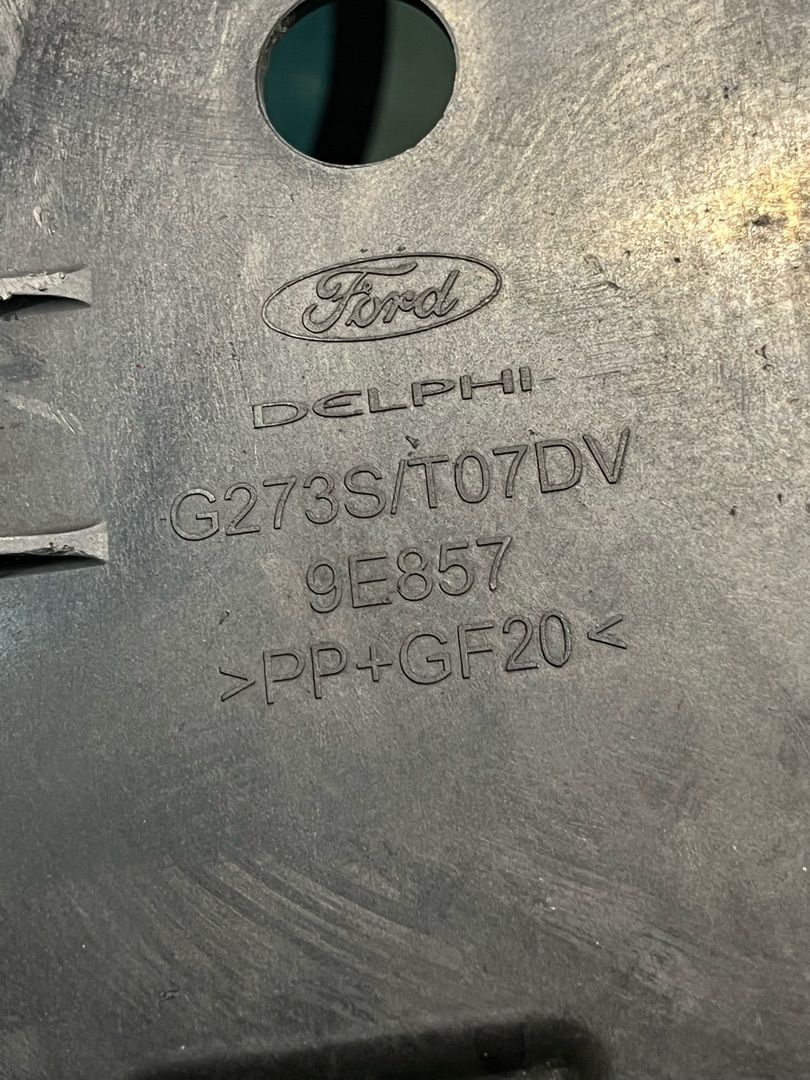 Ford
DELPHI
G273S/T07DV
9E857
>PP+GF20<